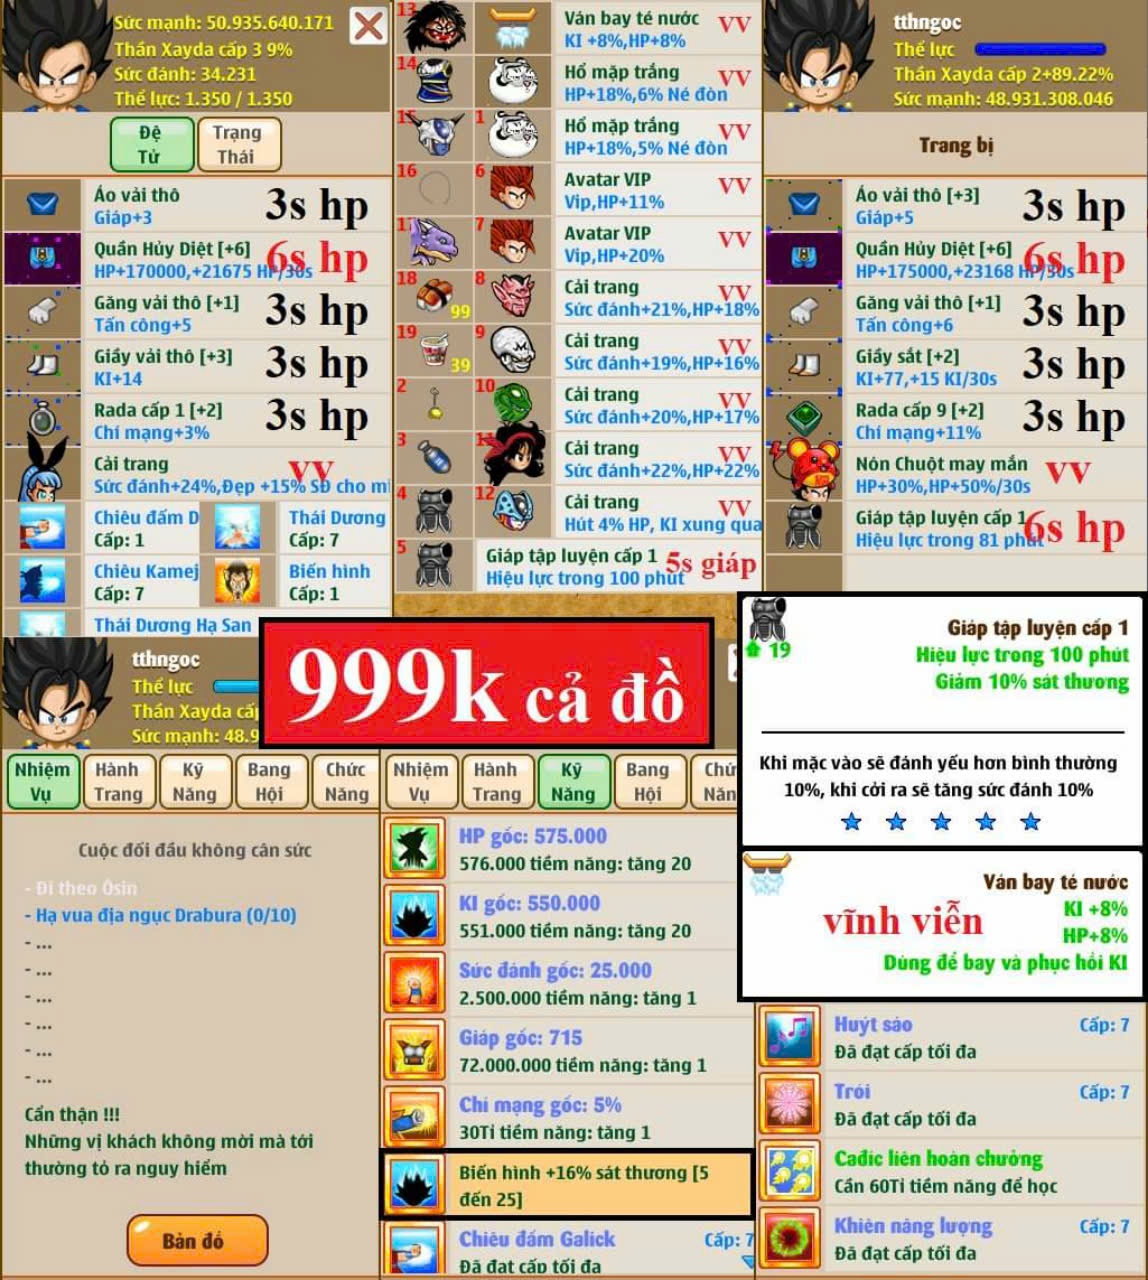 Sức mạnh: 50.935.640.171
Thần Xayda cấp 3 9%
Sức đánh: 34.231
Thể lực: 1.350 / 1.350
Đệ
Tử
Trạng
Thái
Áo vải thô
Giáp+3
3s hp
Quần Hủy Diệt [+6]
HP+170000,+21675 HP/30s
6s hp
Găng vải thô [+1]
Tấn công+5
3s hp
Giầy vải thô [+3]
KI+14
3s hp
Rada cấp 1 [+2]
Chí mạng+3%
3s hp
Cải trang
Sức đánh+24%,Đẹp +15% SĐ cho mì
VV
Chiêu đấm D
Cấp: 1
Thái Dương
Cấp: 7
Chiêu Kamej
Cấp: 7
Biến hình
Cấp: 1
Thái Dương Hạ San
13
Ván bay té nước
KI +8%,HP+8%
VV
14
Hổ mập trắng
HP+18%,6% Né đòn
VV
1
Hổ mập trắng
HP+18%,5% Né đòn
VV
16
6
Avatar VIP
Vip,HP+11%
VV
7
Avatar VIP
Vip,HP+20%
VV
18
99
8
Cải trang
Sức đánh+21%,HP+18%
VV
19
39
9
Cải trang
Sức đánh+19%,HP+16%
VV
2
10
Cải trang
Sức đánh+20%,HP+17%
VV
3
11
Cải trang
Sức đánh+22%,HP+22%
VV
4
12
Cải trang
Hút 4% HP, KI xung qua
VV
5
Giáp tập luyện cấp 1
Hiệu lực trong 100 phút
5s giáp
tthngoc
Thể lực
Thần Xayda cấp 2+89.22%
Sức mạnh: 48.931.308.046
Trang bị
Áo vải thô [+3]
Giáp+5
3s hp
Quần Hủy Diệt [+6]
HP+175000,+23168 HP/30s
6s hp
Găng vải thô [+1]
Tấn công+6
3s hp
Giầy sắt [+2]
KI+77,+15 KI/30s
3s hp
Rada cấp 9 [+2]
Chí mạng+11%
3s hp
Nón Chuột may mắn
HP+30%,HP+50%/30s
VV
Giáp tập luyện cấp 1
Hiệu lực trong 81 phút
6s hp
tthngoc
Thể lực
Thần Xayda cấp
Sức mạnh: 48.9
999k cả đồ
Nhiệm
Vụ
Hành
Trang
Kỹ
Năng
Bang
Hội
Chức
Năng
Cuộc đối đầu không cân sức
- Đi theo Ôsin
- Hạ vua địa ngục Drabura (0/10)
- ...
- ...
- ...
- ...
- ...
- ...
Cẩn thận !!!
Những vị khách không mời mà tới
thường tỏ ra nguy hiểm
Bản đồ
Nhiệm
Vụ
Hành
Trang
Kỹ
Năng
Bang
Hội
Chứ
Năn
HP gốc: 575.000
576.000 tiềm năng: tăng 20
KI gốc: 550.000
551.000 tiềm năng: tăng 20
Sức đánh gốc: 25.000
2.500.000 tiềm năng: tăng 1
Giáp gốc: 715
72.000.000 tiềm năng: tăng 1
Chí mạng gốc: 5%
30Tỉ tiềm năng: tăng 1
Biến hình +16% sát thương [5
đến 25]
Chiêu đấm Galick
Cấp: 7
Đã đạt cấp tối đa
19
Giáp tập luyện cấp 1
Hiệu lực trong 100 phút
Giảm 10% sát thương
Khi mặc vào sẽ đánh yếu hơn bình thường
10%, khi cởi ra sẽ tăng sức đánh 10%
Ván bay té nước
vĩnh viễn
KI +8%
HP+8%
Dùng để bay và phục hồi KI
Huýt sáo
Cấp: 7
Đã đạt cấp tối đa
Trói
Cấp: 7
Đã đạt cấp tối đa
Cađic liên hoàn chưởng
Cần 60Tỉ tiềm năng để học
Khiên năng lượng
Cấp: 7
Đã đạt cấp tối đa